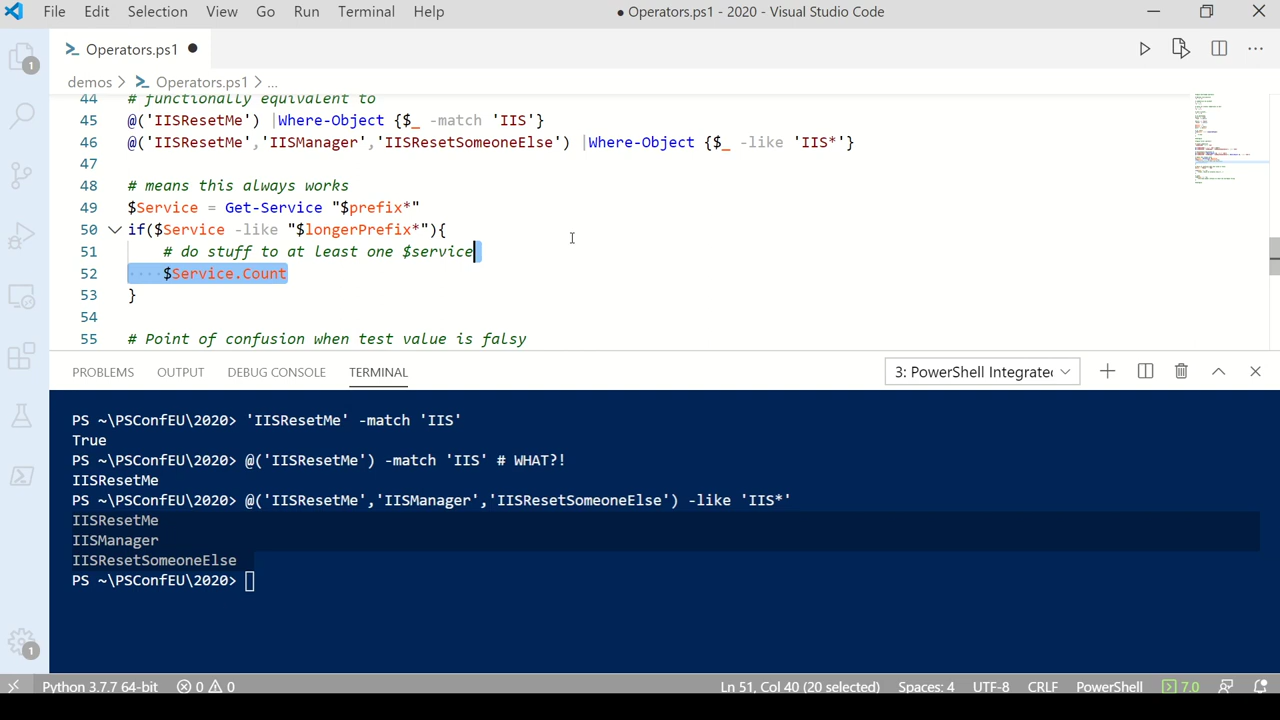 File Edit Selection View Go Run Terminal Help ● Operators.ps1 - 2020 - Visual Studio Code
Operators.ps1 ●
demos > Operators.ps1 > ...
44 # functionally equivalent to
45 @('IISResetMe') |Where-Object {$_ -match 'IIS'}
46 @('IISResetMe','IISManager','IISResetSomeoneElse') |Where-Object {$_ -like 'IIS*'}
47
48 # means this always works
49 $Service = Get-Service "$prefix*"
50 if($Service -like "$longerPrefix*"){
51 # do stuff to at least one $service
52 $Service.Count
53 }
54
55 # Point of confusion when test value is falsy
PROBLEMS OUTPUT DEBUG CONSOLE TERMINAL 3: PowerShell Integrate
PS ~\PSConfEU\2020> 'IISResetMe' -match 'IIS'
True
PS ~\PSConfEU\2020> @('IISResetMe') -match 'IIS' # WHAT?!
IISResetMe
PS ~\PSConfEU\2020> @('IISResetMe','IISManager','IISResetSomeoneElse') -like 'IIS*'
IISResetMe
IISManager
IISResetSomeoneElse
PS ~\PSConfEU\2020>
1
1
Python 3.7.7 64-bit 0 0 Ln 51, Col 40 (20 selected) Spaces: 4 UTF-8 CRLF PowerShell 7.0